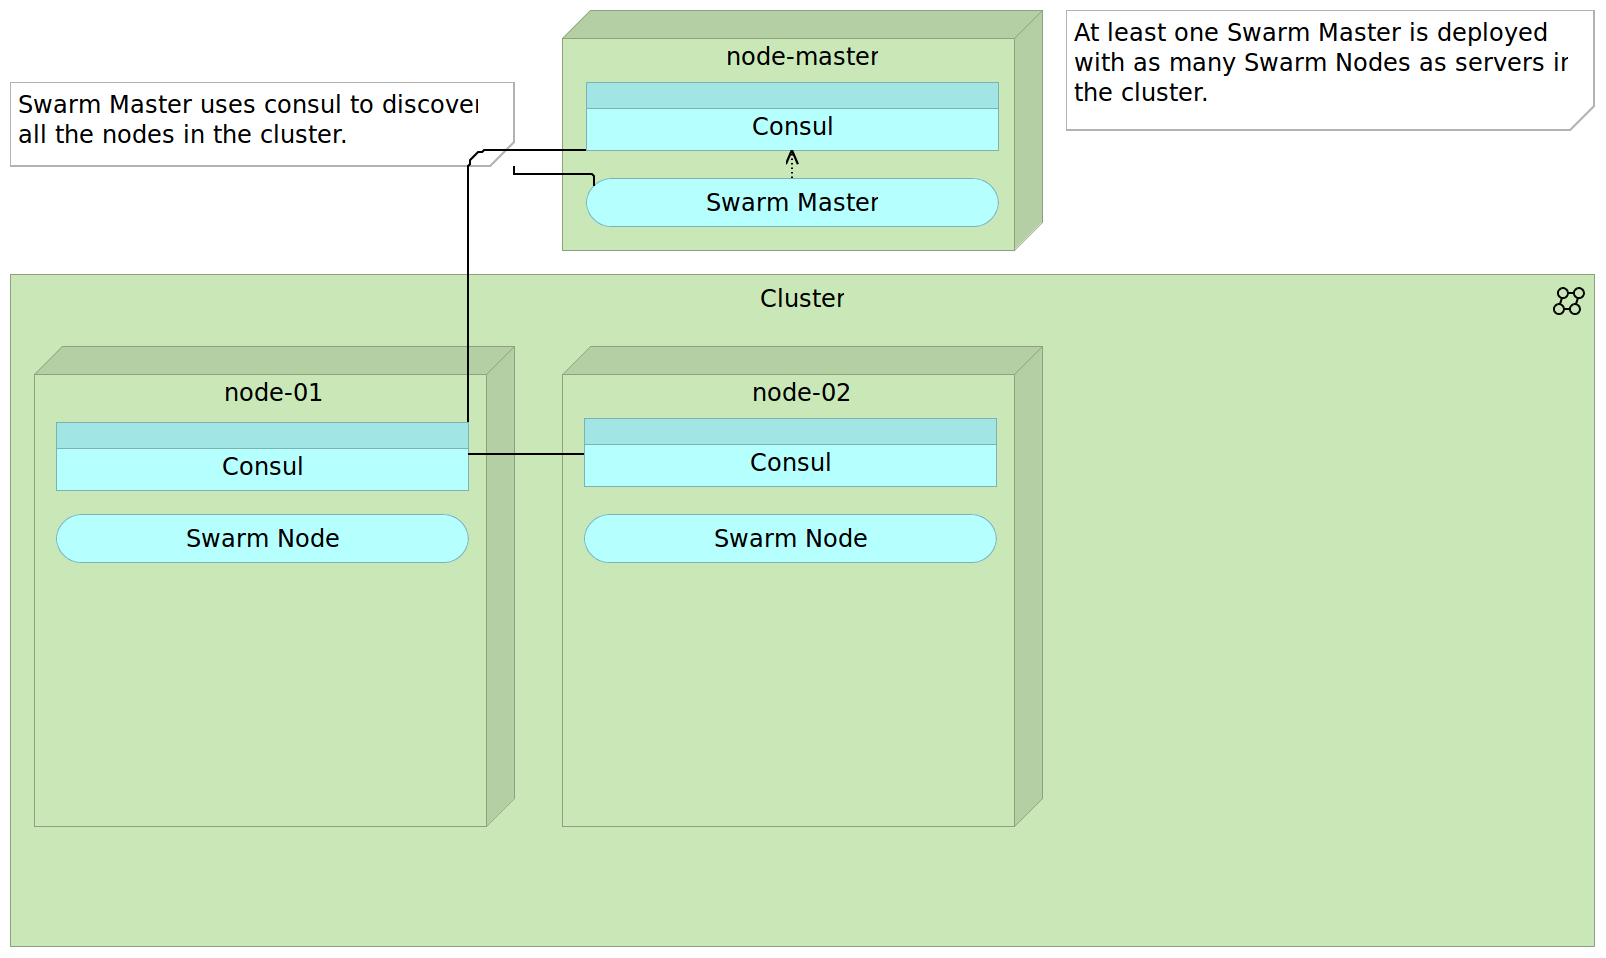 node-master
At least one Swarm Master is deployed
with as many Swarm Nodes as servers in
the cluster.
Swarm Master uses consul to discover
all the nodes in the cluster.
Consul
Swarm Master
Cluster
node-01
node-02
Consul
Consul
Swarm Node
Swarm Node